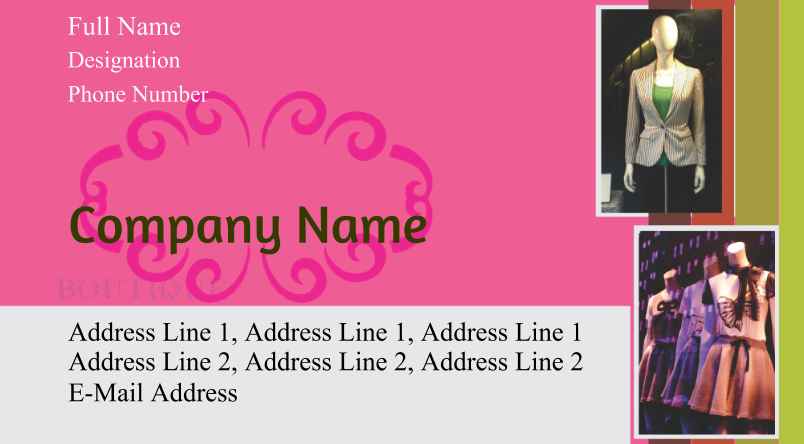 Full Name
Designation
Phone Number
Company Name
BOUTIQUE
Address Line 1, Address Line 1, Address Line 1
Address Line 2, Address Line 2, Address Line 2
E-Mail Address